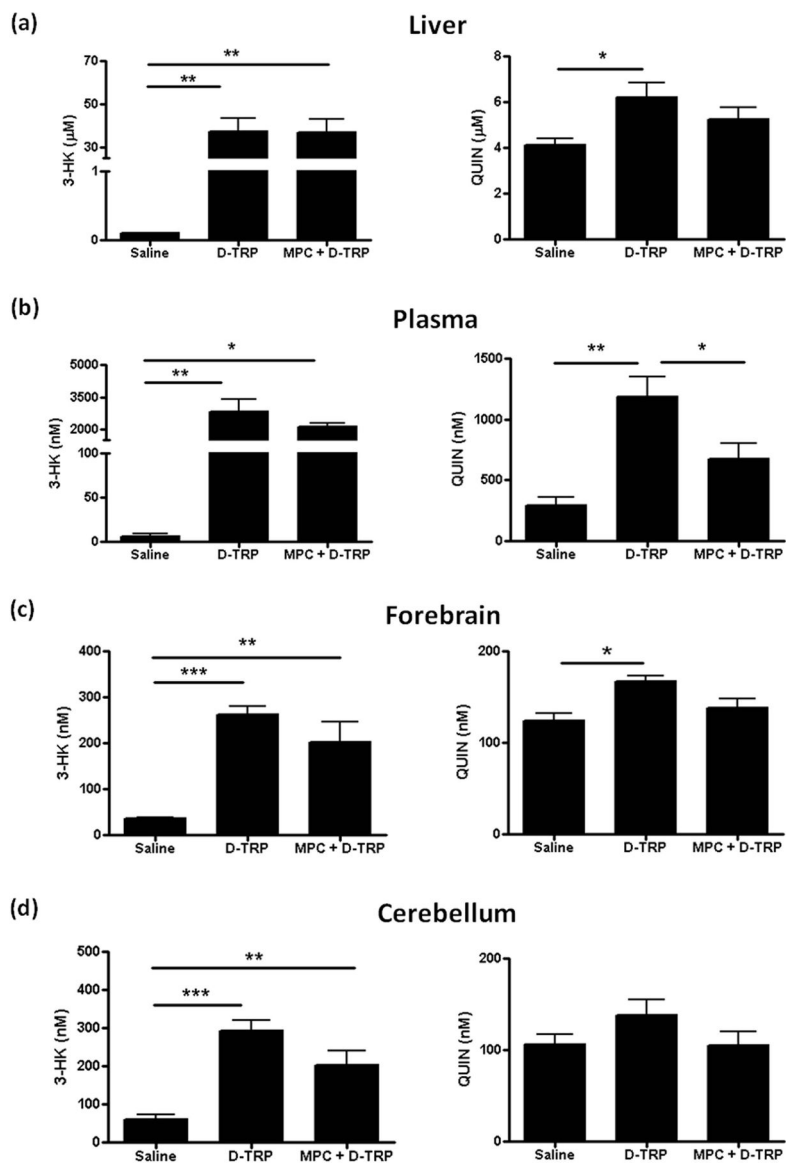 (a)
Liver
**
**
70
50
30
1
0
3-HK (µM)
Saline
D-TRP
MPC + D-TRP
*
8
6
4
2
0
QUIN (µM)
Saline
D-TRP
MPC + D-TRP
(b)
Plasma
*
**
5000
3500
2000
100
50
0
3-HK (nM)
Saline
D-TRP
MPC + D-TRP
**
*
1500
1000
500
0
QUIN (nM)
Saline
D-TRP
MPC + D-TRP
(c)
Forebrain
**
***
400
300
200
100
0
3-HK (nM)
Saline
D-TRP
MPC + D-TRP
*
200
100
0
QUIN (nM)
Saline
D-TRP
MPC + D-TRP
(d)
Cerebellum
**
***
500
400
300
200
100
0
3-HK (nM)
Saline
D-TRP
MPC + D-TRP
200
150
100
50
0
QUIN (nM)
Saline
D-TRP
MPC + D-TRP